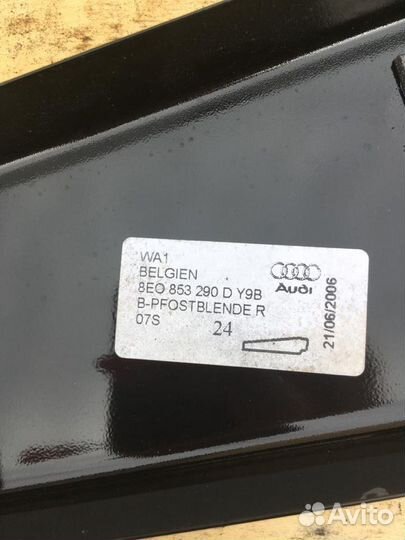 WA1
BELGIEN
8E0 853 290 D Y9B
B-PFOSTBLENDE R
07S
24
Audi
21/06/2006
Avito